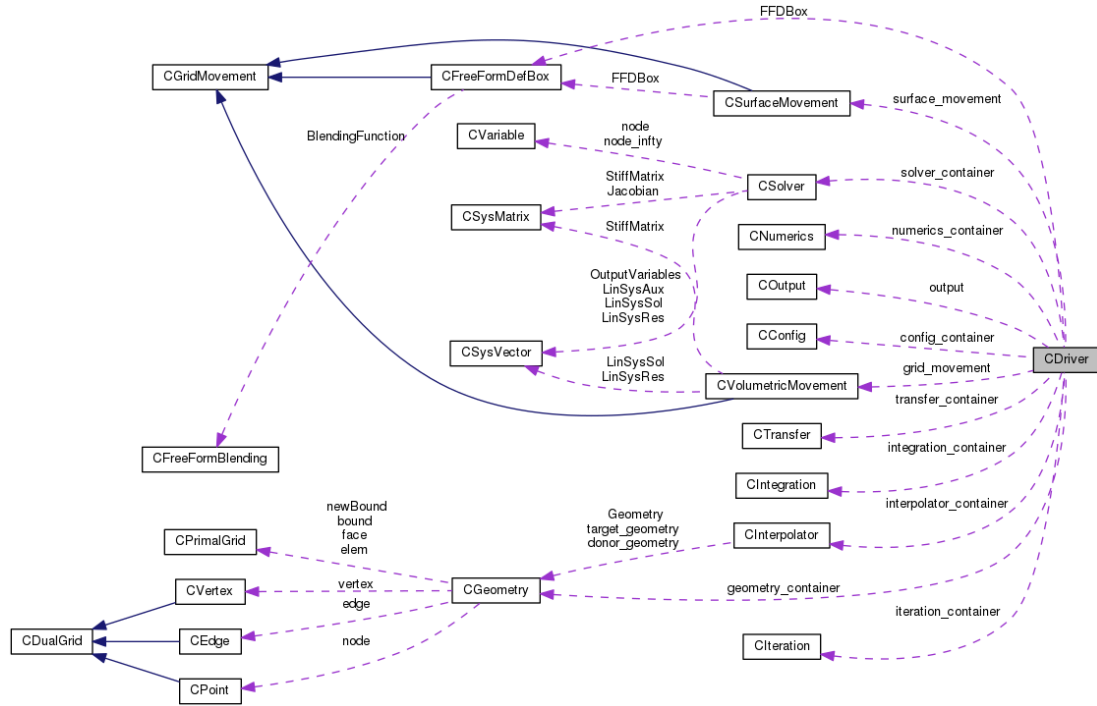 FFDBox
CGridMovement
CFreeFormDefBox
FFDBox
CSurfaceMovement
surface_movement
BlendingFunction
CVariable
node
node_infty
StiffMatrix
Jacobian
CSolver
solver_container
CSysMatrix
StiffMatrix
CNumerics
numerics_container
OutputVariables
LinSysAux
LinSysSol
LinSysRes
COutput
output
CConfig
config_container
CSysVector
CDriver
LinSysSol
LinSysRes
CVolumetricMovement
grid_movement
transfer_container
CTransfer
integration_container
CFreeFormBlending
CIntegration
interpolator_container
newBound
bound
face
elem
CPrimalGrid
Geometry
target_geometry
donor_geometry
CInterpolator
CVertex
vertex
CGeometry
geometry_container
edge
CDualGrid
CEdge
node
iteration_container
CIteration
CPoint